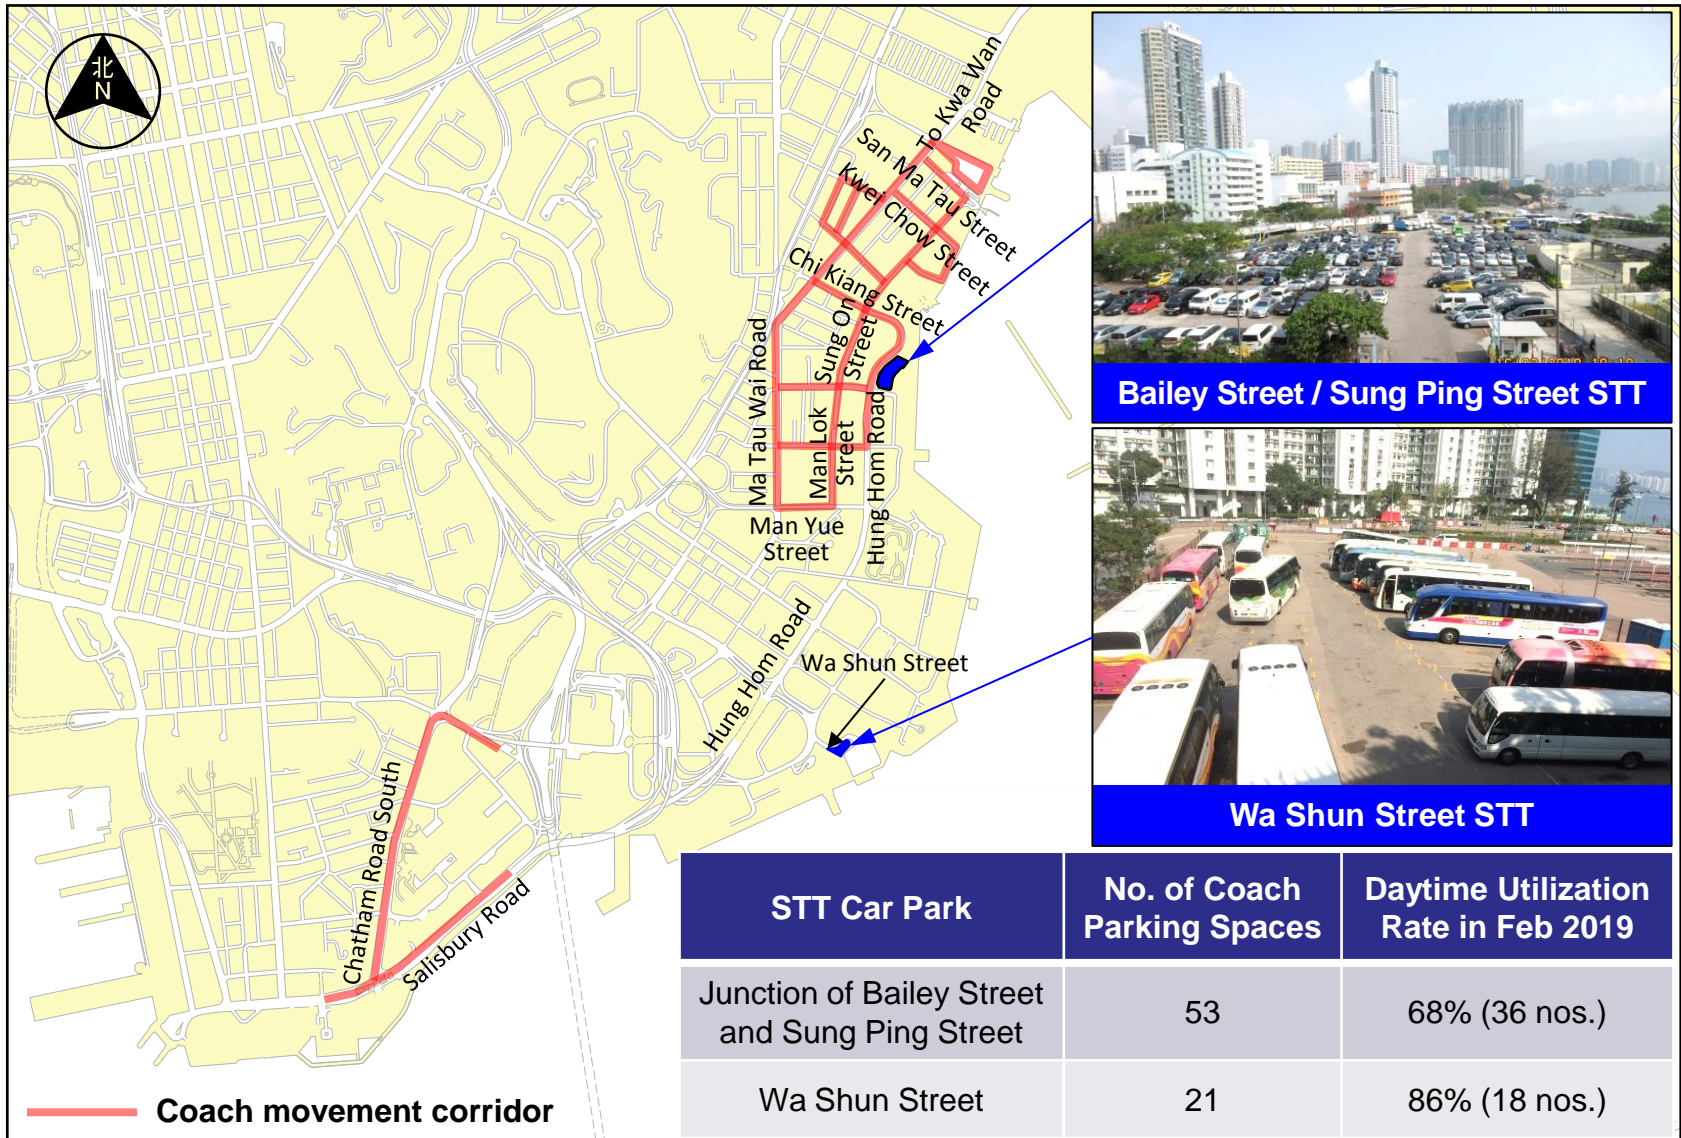 北
N
To Kwa Wan
Road
San Ma Tau Street
Kwei Chow Street
Chi Kiang Street
Sung On
Street
Ma Tau Wai Road
Man Lok
Street
Hung Hom Road
Man Yue
Street
Hung Hom Road
Wa Shun Street
Chatham Road South
Salisbury Road
Coach movement corridor
Bailey Street / Sung Ping Street STT
Wa Shun Street STT
STT Car Park
No. of Coach
Parking Spaces
Daytime Utilization
Rate in Feb 2019
Junction of Bailey Street
and Sung Ping Street
53
68% (36 nos.)
Wa Shun Street
21
86% (18 nos.)